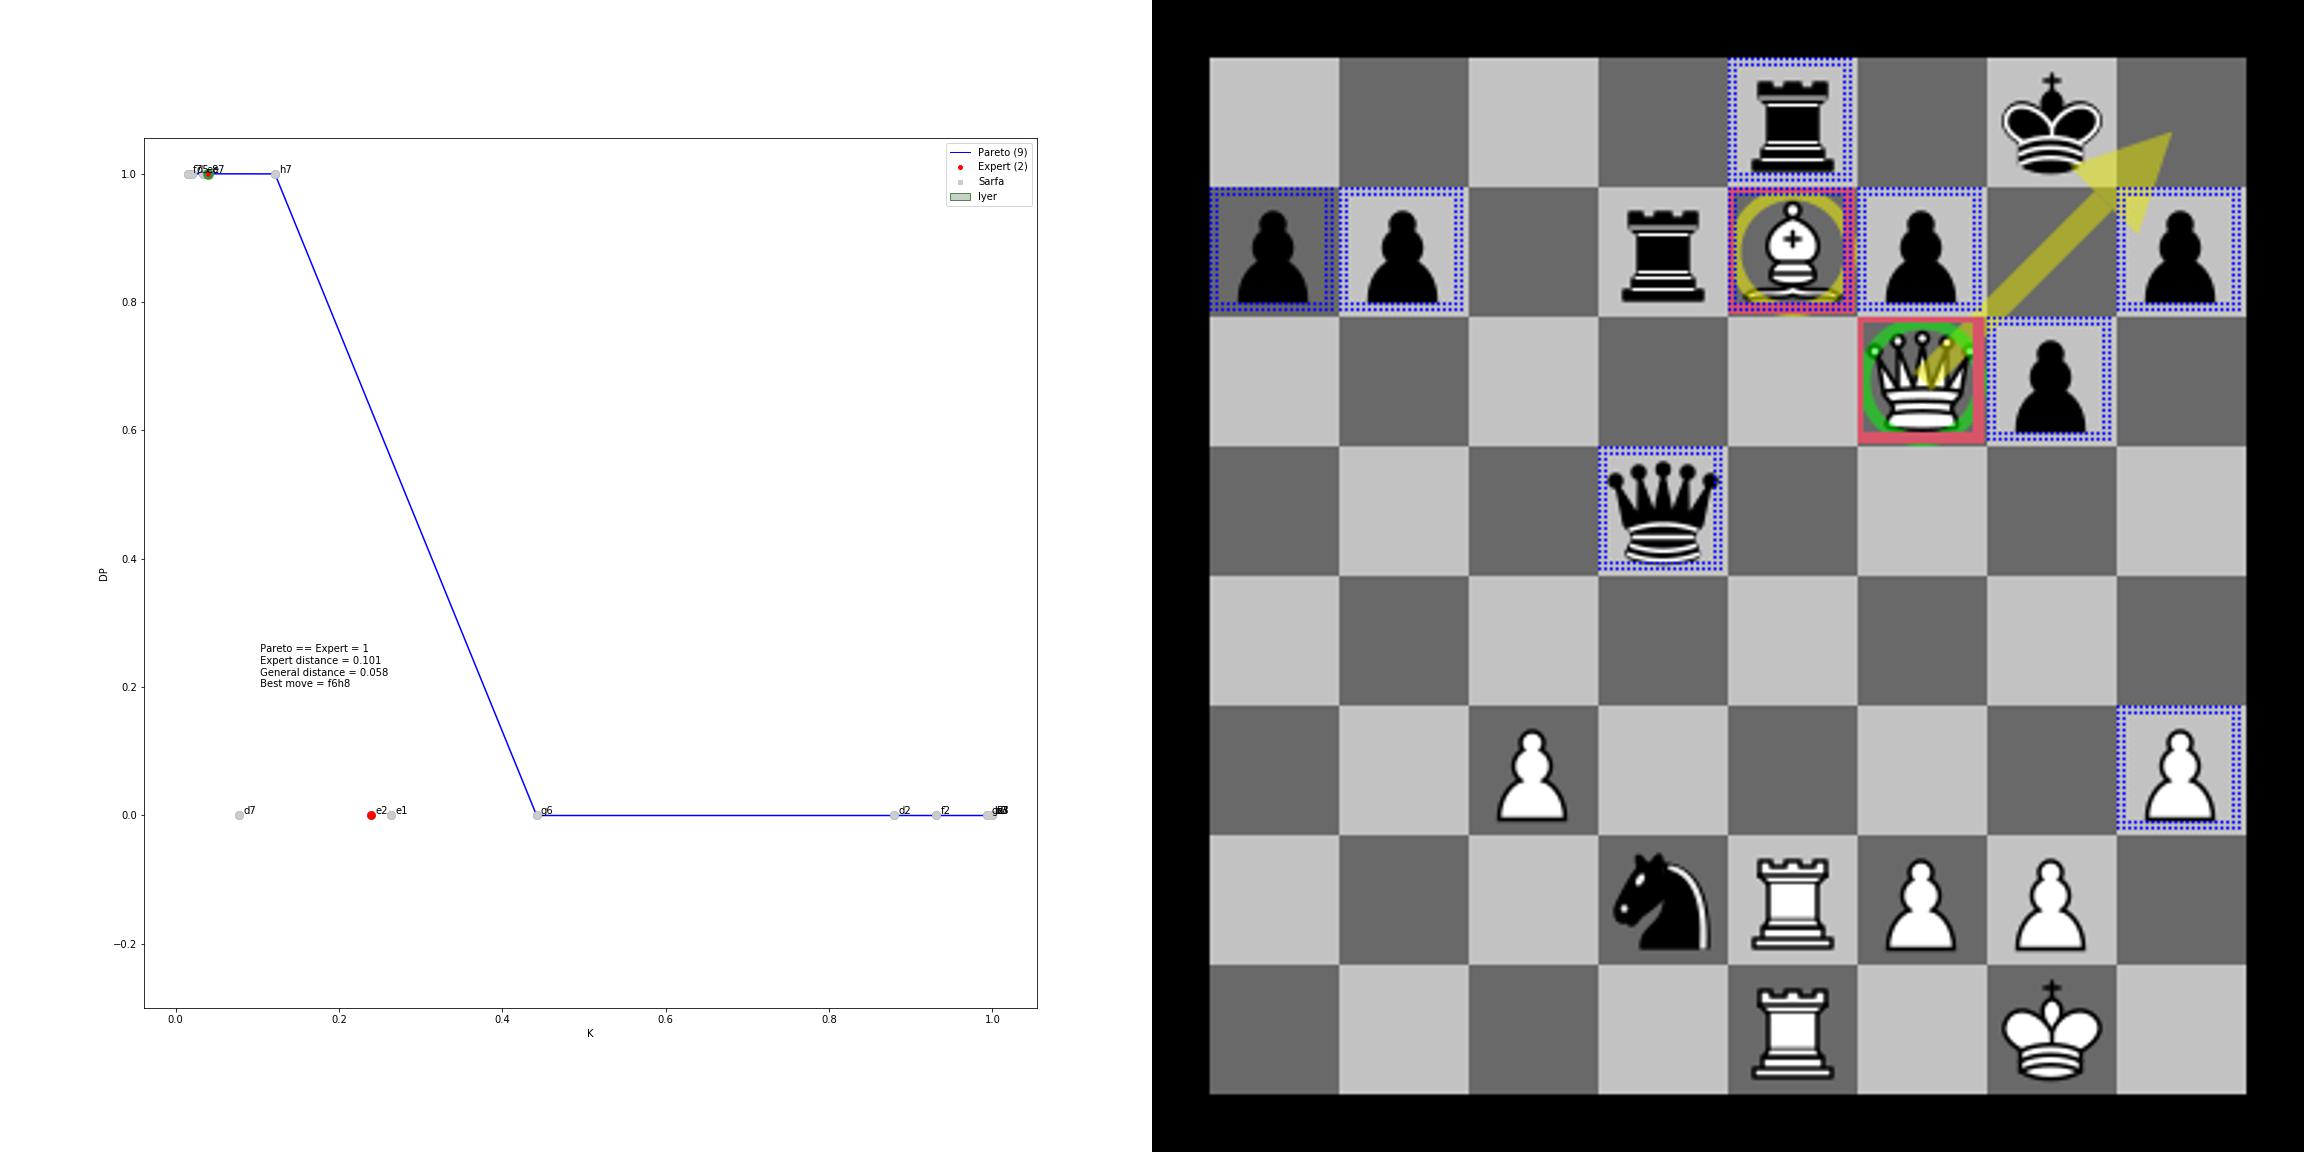 Pareto (9)
Expert (2)
Sarfa
Iyer
1.0
h7
0.8
0.6
DP
0.4
Pareto == Expert = 1
Expert distance = 0.101
General distance = 0.058
Best move = f6h8
0.2
0.0
d7
e2
e1
g6
d2
f2
−0.2
0.0
0.2
0.4
0.6
0.8
1.0
K